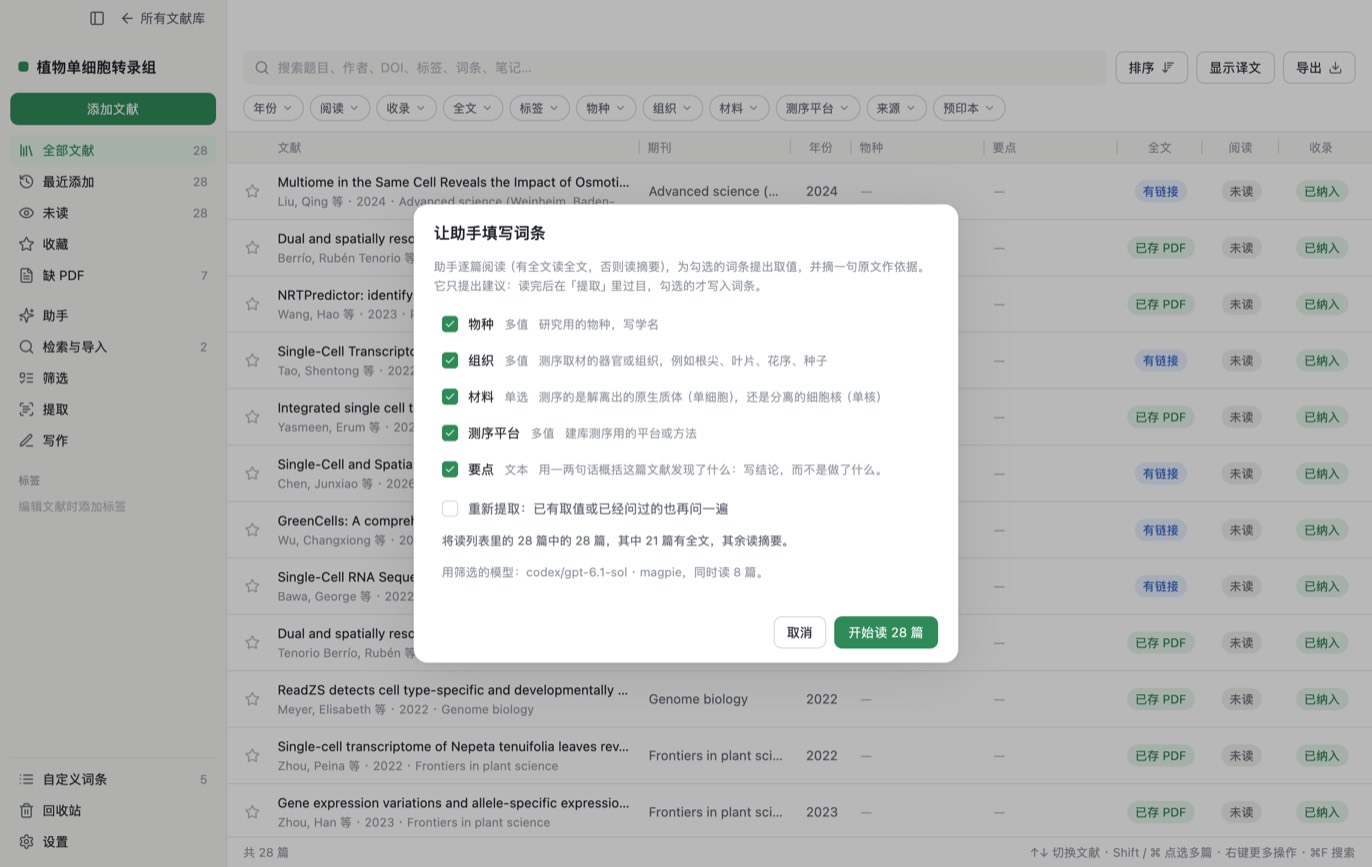 所有文献库
植物单细胞转录组
添加文献
全部文献 28
最近添加 28
未读 28
收藏
缺 PDF 7
助手
检索与导入 2
筛选
提取
写作
标签
编辑文献时添加标签
自定义词条 5
回收站
设置
搜索题目、作者、DOI、标签、词条、笔记...
排序
显示译文
导出
年份 阅读 收录 全文 标签 物种 组织 材料 测序平台 来源 预印本
文献 期刊 年份 物种 要点 全文 阅读 收录
Multiome in the Same Cell Reveals the Impact of Osmoti...
Liu, Qing 等 · 2024 · Advanced science (Weinheim, Baden-
Advanced science (... 2024 — — 有链接 未读 已纳入
Dual and spatially reso
Berrío, Rubén Tenorio 等
— 已存 PDF 未读 已纳入
NRTPredictor: identify
Wang, Hao 等 · 2023 ·
— 已存 PDF 未读 已纳入
Single-Cell Transcripto
Tao, Shentong 等 · 2022
— 有链接 未读 已纳入
Integrated single cell t
Yasmeen, Erum 等 · 202
— 已存 PDF 未读 已纳入
Single-Cell and Spatia
Chen, Junxiao 等 · 2026
— 有链接 未读 已纳入
GreenCells: A compreh
Wu, Changxiong 等 · 20
— 有链接 未读 已纳入
Single-Cell RNA Seque
Bawa, George 等 · 2022
— 有链接 未读 已纳入
Dual and spatially reso
Tenorio Berrío, Rubén 等
— 已存 PDF 未读 已纳入
ReadZS detects cell type-specific and developmentally ...
Meyer, Elisabeth 等 · 2022 · Genome biology
Genome biology 2022 — — 已存 PDF 未读 已纳入
Single-cell transcriptome of Nepeta tenuifolia leaves rev...
Zhou, Peina 等 · 2022 · Frontiers in plant science
Frontiers in plant sci... 2022 — — 已存 PDF 未读 已纳入
Gene expression variations and allele-specific expressio...
Zhou, Han 等 · 2023 · Frontiers in plant science
Frontiers in plant sci... 2023 — — 已存 PDF 未读 已纳入
共 28 篇
↑↓ 切换文献 · Shift / ⌘ 点选多篇 · 右键更多操作 · ⌘F 搜索
让助手填写词条
助手逐篇阅读（有全文读全文，否则读摘要），为勾选的词条提出取值，并摘一句原文作依据。
它只提出建议：读完后在「提取」里过目，勾选的才写入词条。
物种 多值 研究用的物种，写学名
组织 多值 测序取材的器官或组织，例如根尖、叶片、花序、种子
材料 单选 测序的是解离出的原生质体（单细胞），还是分离的细胞核（单核）
测序平台 多值 建库测序用的平台或方法
要点 文本 用一两句话概括这篇文献发现了什么：写结论，而不是做了什么。
重新提取：已有取值或已经问过的也再问一遍
将读列表里的 28 篇中的 28 篇，其中 21 篇有全文，其余读摘要。
用筛选的模型：codex/gpt-6.1-sol · magpie，同时读 8 篇。
取消
开始读 28 篇